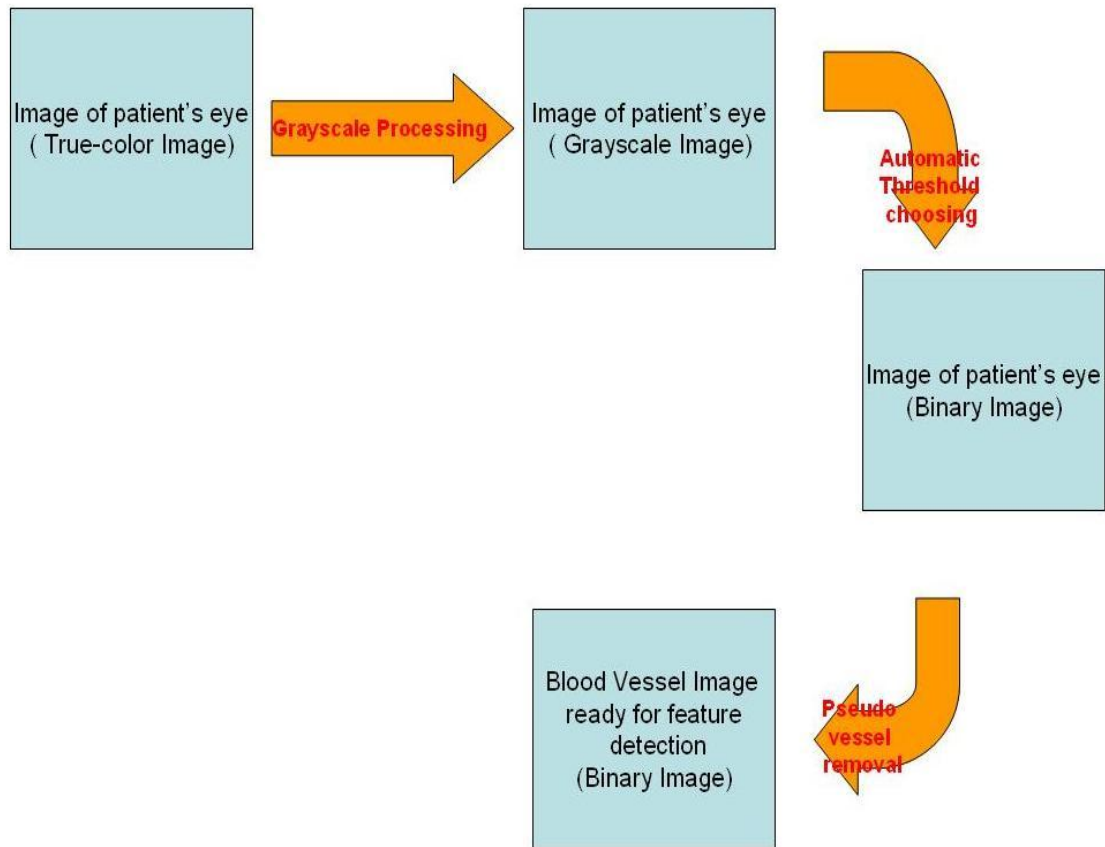 Image of patient's eye
( True-color Image)
Grayscale Processing
Image of patient's eye
( Grayscale Image)
Automatic
Threshold
choosing
Image of patient's eye
(Binary Image)
Pseudo
vessel
removal
Blood Vessel Image
ready for feature
detection
(Binary Image)